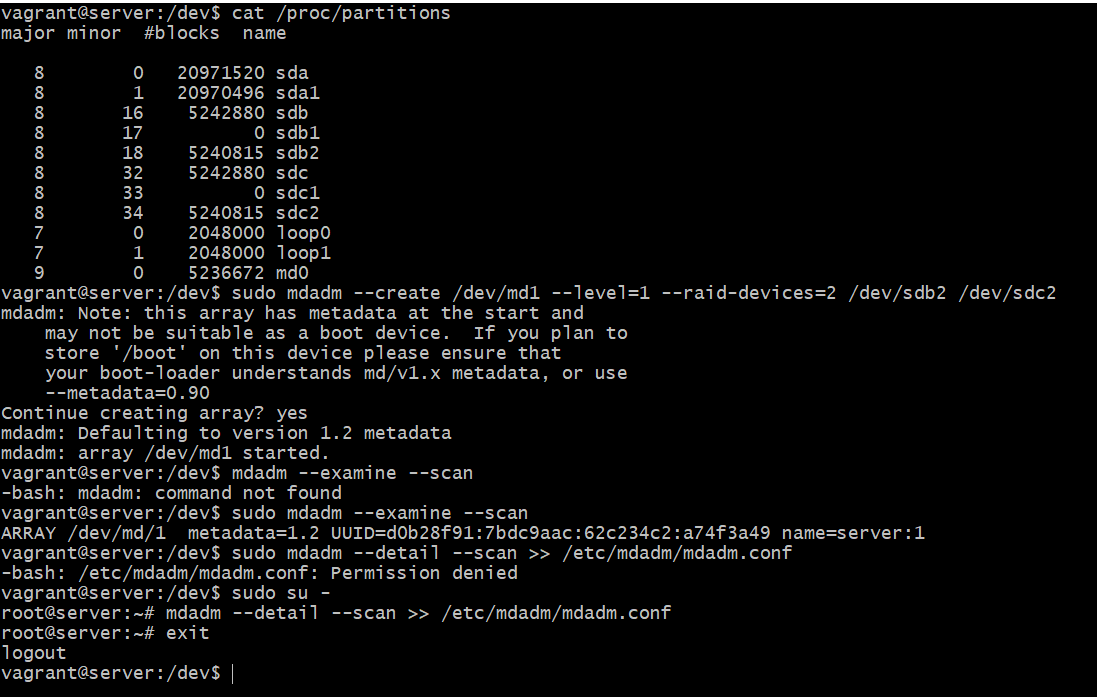 vagrant@server:/dev$ cat /proc/partitions
major minor  #blocks  name

   8        0   20971520 sda
   8        1   20970496 sda1
   8       16    5242880 sdb
   8       17          0 sdb1
   8       18    5240815 sdb2
   8       32    5242880 sdc
   8       33          0 sdc1
   8       34    5240815 sdc2
   7        0    2048000 loop0
   7        1    2048000 loop1
   9        0    5236672 md0
vagrant@server:/dev$ sudo mdadm --create /dev/md1 --level=1 --raid-devices=2 /dev/sdb2 /dev/sdc2
mdadm: Note: this array has metadata at the start and
    may not be suitable as a boot device.  If you plan to
    store '/boot' on this device please ensure that
    your boot-loader understands md/v1.x metadata, or use
    --metadata=0.90
Continue creating array? yes
mdadm: Defaulting to version 1.2 metadata
mdadm: array /dev/md1 started.
vagrant@server:/dev$ mdadm --examine --scan
-bash: mdadm: command not found
vagrant@server:/dev$ sudo mdadm --examine --scan
ARRAY /dev/md/1  metadata=1.2 UUID=d0b28f91:7bdc9aac:62c234c2:a74f3a49 name=server:1
vagrant@server:/dev$ sudo mdadm --detail --scan >> /etc/mdadm/mdadm.conf
-bash: /etc/mdadm/mdadm.conf: Permission denied
vagrant@server:/dev$ sudo su -
root@server:~# mdadm --detail --scan >> /etc/mdadm/mdadm.conf
root@server:~# exit
logout
vagrant@server:/dev$